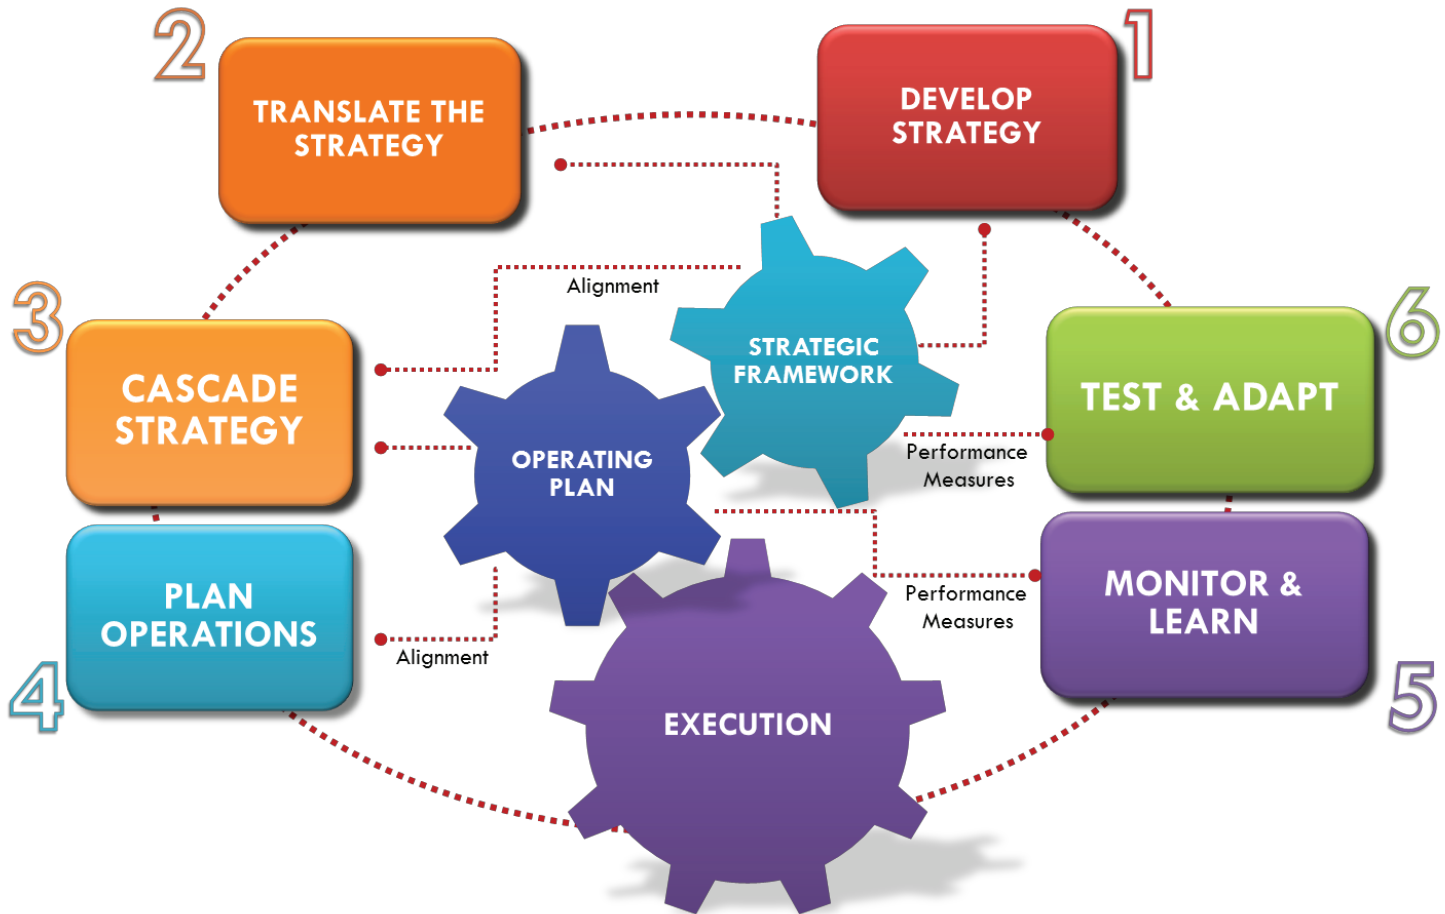 2
TRANSLATE THE
STRATEGY
1
DEVELOP
STRATEGY
3
CASCADE
STRATEGY
Alignment
STRATEGIC
FRAMEWORK
6
TEST & ADAPT
OPERATING
PLAN
Performance
Measures
4
PLAN
OPERATIONS
Alignment
Performance
Measures
5
MONITOR &
LEARN
EXECUTION